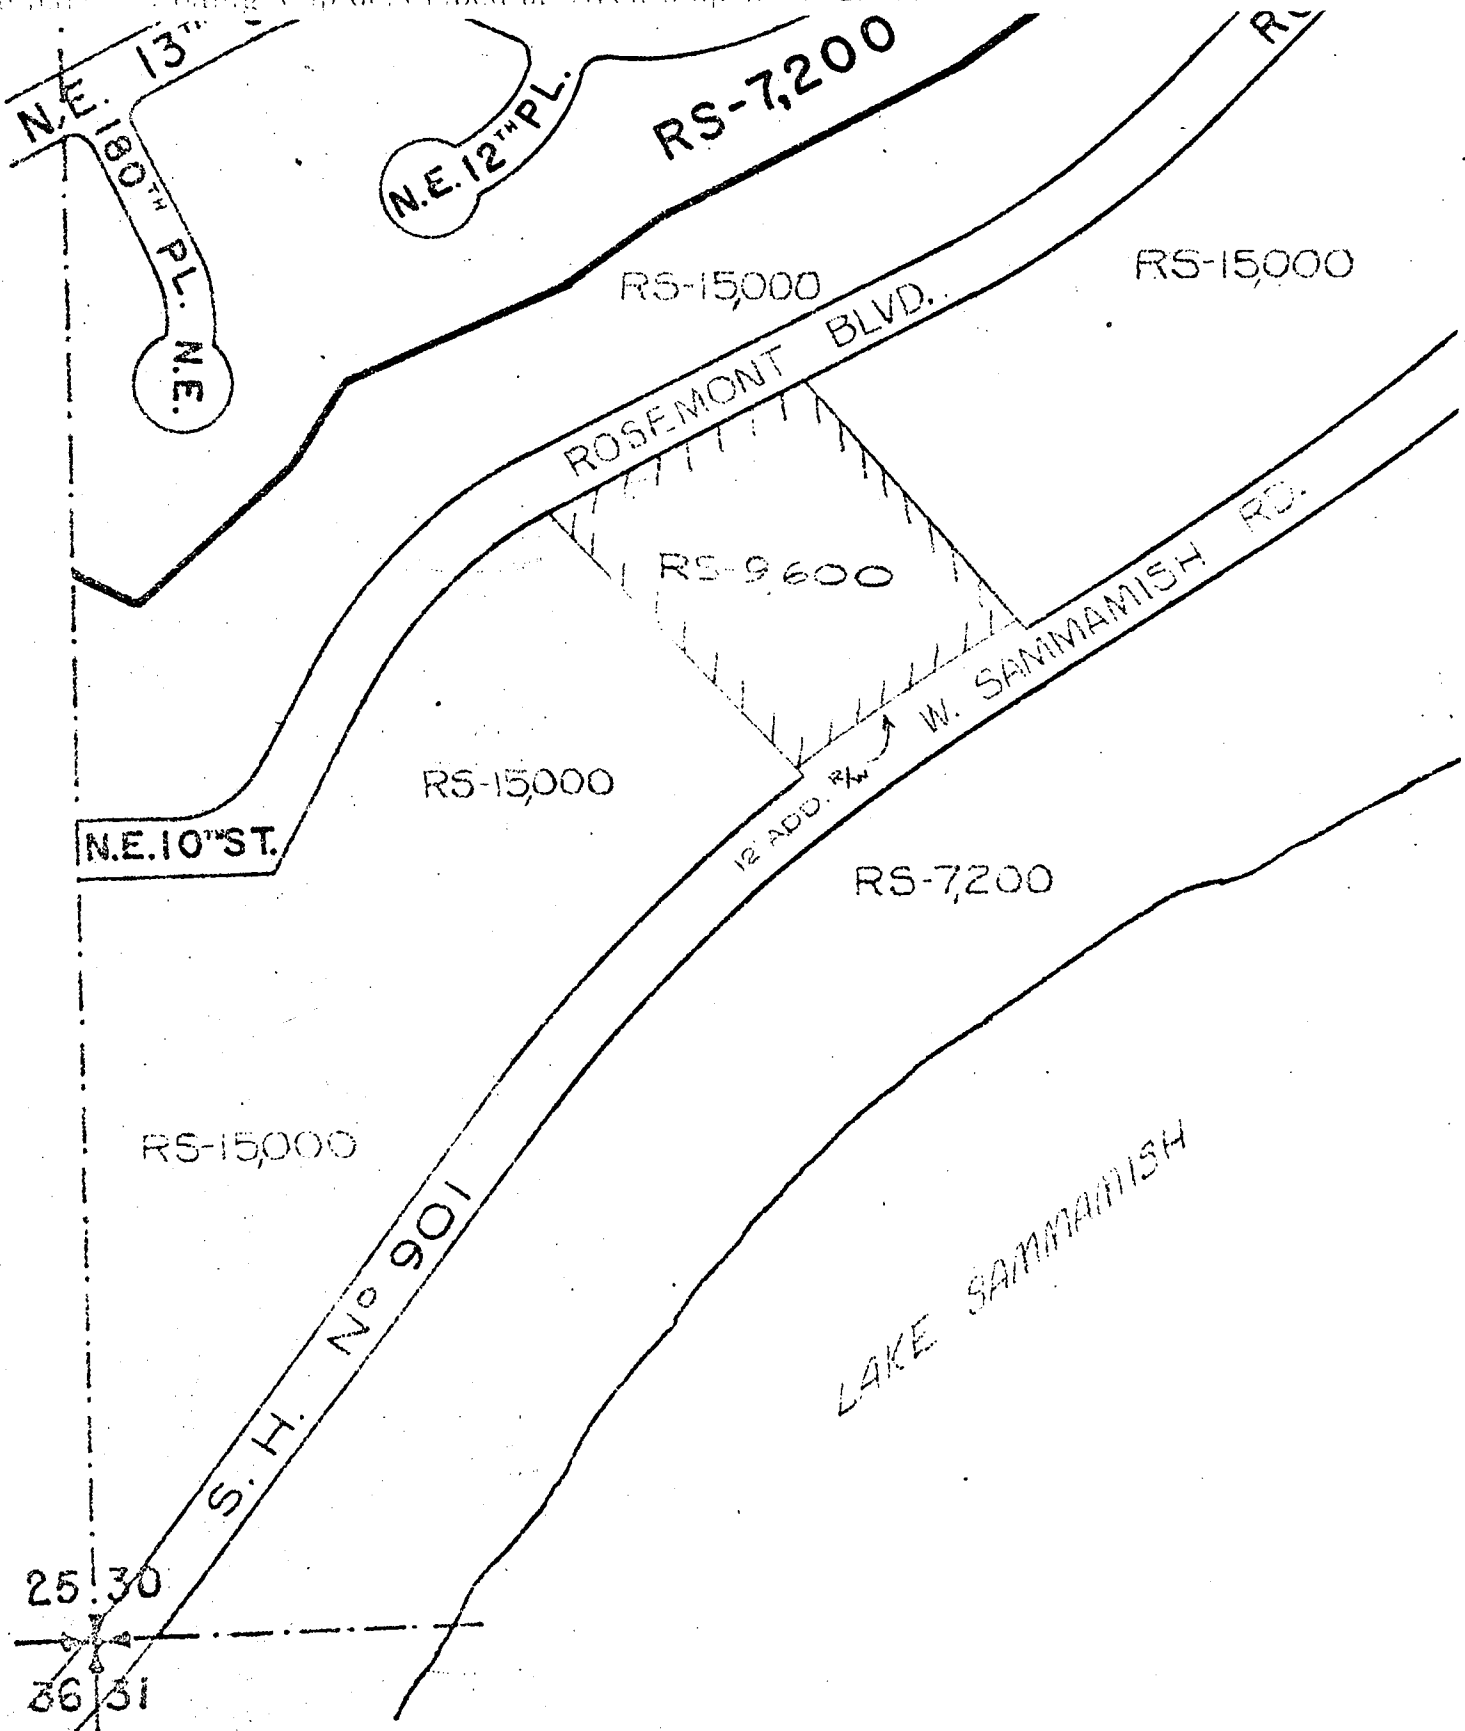 N.E. 13TH
180TH PL. N.E.
N.E. 12TH PL.
RS-7,200
RS-15,000
RS-15,000
ROSEMONT BLVD.
RS-9600
W. SAMMAMISH RD.
12' ADD. R/W
RS-15,000
N.E. 10TH ST.
RS-7,200
RS-15,000
S. H. No 901
LAKE SAMMAMISH
25 30
36 31